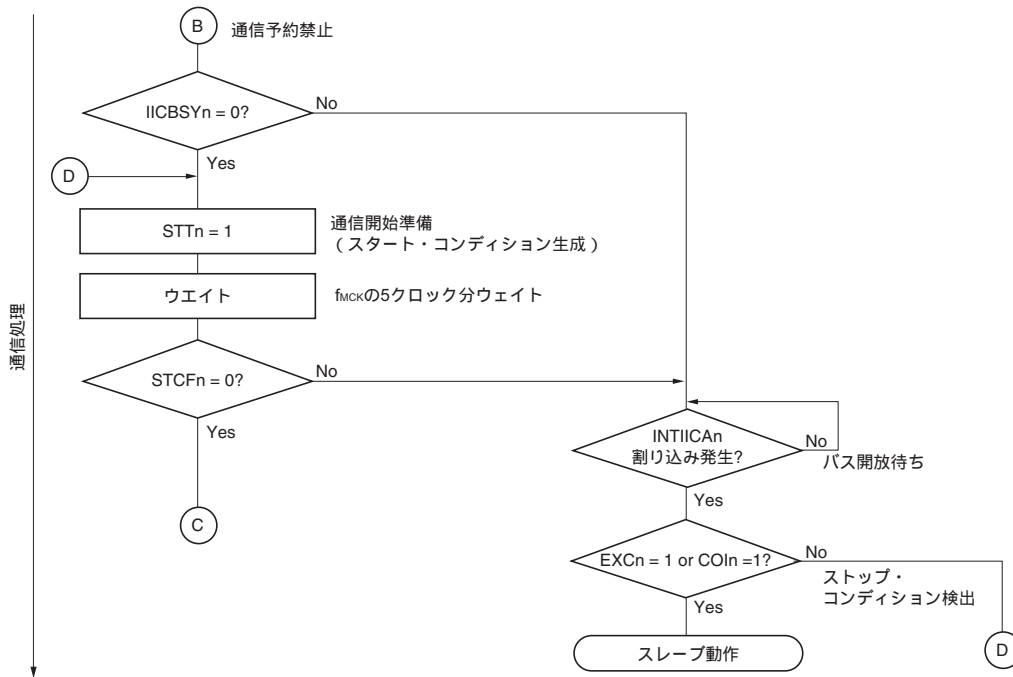 B
通信予約禁止
IICBSYn = 0?
No
Yes
D
STTn = 1
通信開始準備
（スタート・コンディション生成）
ウエイト
fMCKの5クロック分ウェイト
通信処理
STCFn = 0?
No
Yes
INTIICAn
割り込み発生?
No
バス開放待ち
Yes
C
EXCn = 1 or COIn =1?
No
ストップ・
コンディション検出
Yes
スレーブ動作
D